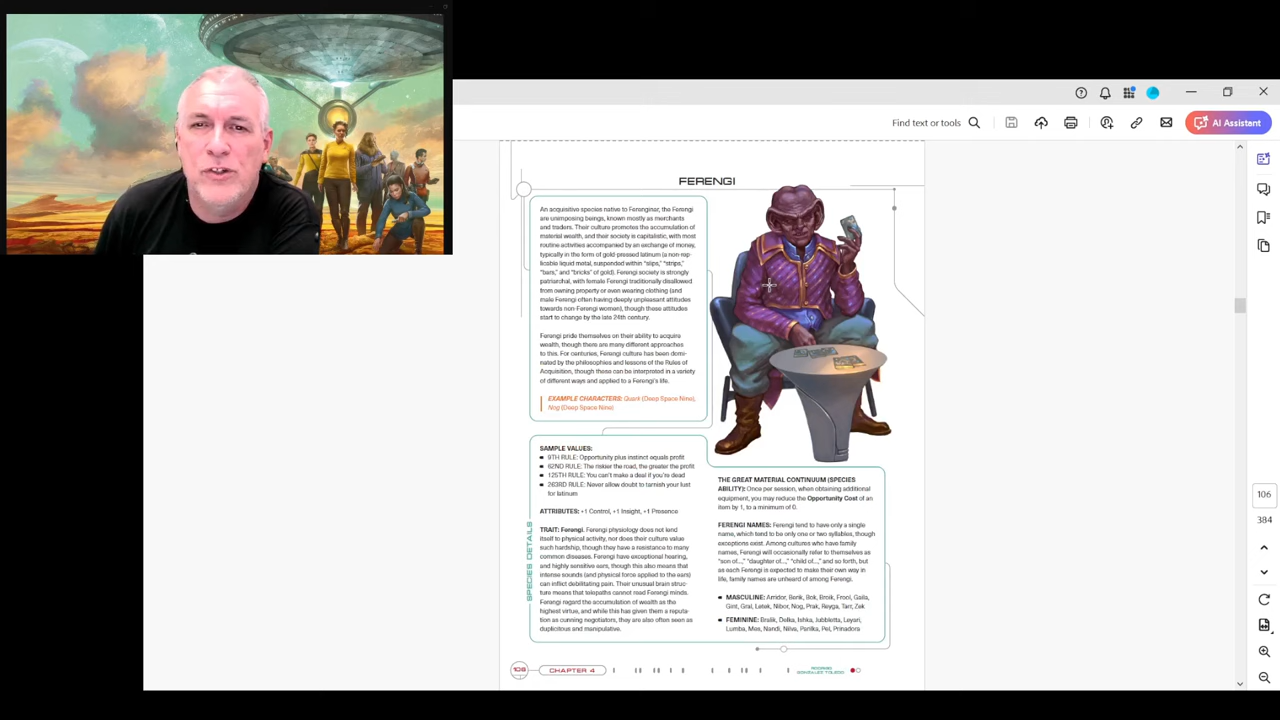 Find text or tools
AI Assistant
FERENGI
An acquisitive species native to Ferenginar, the Ferengi
are unimposing beings, known mostly as merchants
and traders. Their culture promotes the accumulation of
material wealth, and their society is capitalistic, with most
routine activities accompanied by an exchange of money,
typically in the form of gold-pressed latinum (a non-rep-
licable liquid metal, suspended within "slips," "strips,"
"bars," and "bricks" of gold). Ferengi society is strongly
patriarchal, with female Ferengi traditionally disallowed
from owning property or even wearing clothing (and
male Ferengi often having deeply unpleasant attitudes
towards non-Ferengi women), though these attitudes
start to change by the late 24th century.
Ferengi pride themselves on their ability to acquire
wealth, though there are many different approaches
to this. For centuries, Ferengi culture has been domi-
nated by the philosophies and lessons of the Rules of
Acquisition, though these can be interpreted in a variety
of different ways and applied to a Ferengi's life.
EXAMPLE CHARACTERS: Quark (Deep Space Nine),
Nog (Deep Space Nine)
SAMPLE VALUES:
9TH RULE: Opportunity plus instinct equals profit
62ND RULE: The riskier the road, the greater the profit
125TH RULE: You can't make a deal if you're dead
263RD RULE: Never allow doubt to tarnish your lust
for latinum
ATTRIBUTES: +1 Control, +1 Insight, +1 Presence
TRAIT: Ferengi. Ferengi physiology does not lend
itself to physical activity, nor does their culture value
such hardship, though they have a resistance to many
common diseases. Ferengi have exceptional hearing,
and highly sensitive ears, though this also means that
intense sounds (and physical force applied to the ears)
can inflict debilitating pain. Their unusual brain struc-
ture means that telepaths cannot read Ferengi minds.
Ferengi regard the accumulation of wealth as the
highest virtue, and while this has given them a reputa-
tion as cunning negotiators, they are also often seen as
duplicitous and manipulative.
SPECIES DETAILS
THE GREAT MATERIAL CONTINUUM (SPECIES
ABILITY): Once per session, when obtaining additional
equipment, you may reduce the Opportunity Cost of an
item by 1, to a minimum of 0.
FERENGI NAMES: Ferengi tend to have only a single
name, which tend to be only one or two syllables, though
exceptions exist. Among cultures who have family
names, Ferengi will occasionally refer to themselves as
"son of...," "daughter of...," "child of..." and so forth, but
as each Ferengi is expected to make their own way in
life, family names are unheard of among Ferengi.
MASCULINE: Arridor, Berik, Bok, Broik, Frool, Gaila,
Gint, Gral, Letek, Nibor, Nog, Prak, Reyga, Tarr, Zek
FEMININE: Bralik, Delka, Ishka, Jubbletta, Leyari,
Lumba, Mes, Nandi, Nilva, Parilka, Pel, Prinadora
106
CHAPTER 4
RODRIGO
GONZALEZ TOLEDO
106
384